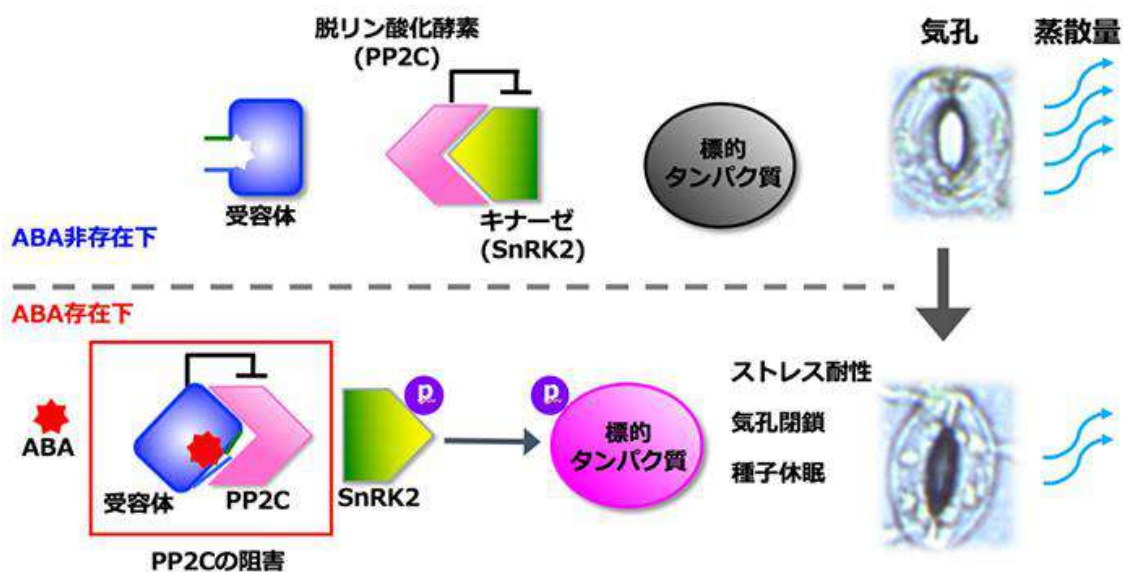 脱リン酸化酵素
(PP2C)
気孔
蒸散量
標的
タンパク質
受容体
キナーゼ
(SnRK2)
ABA非存在下
ABA存在下
ストレス耐性
p
p
ABA
標的
タンパク質
気孔閉鎖
種子休眠
受容体
PP2C
SnRK2
PP2Cの阻害